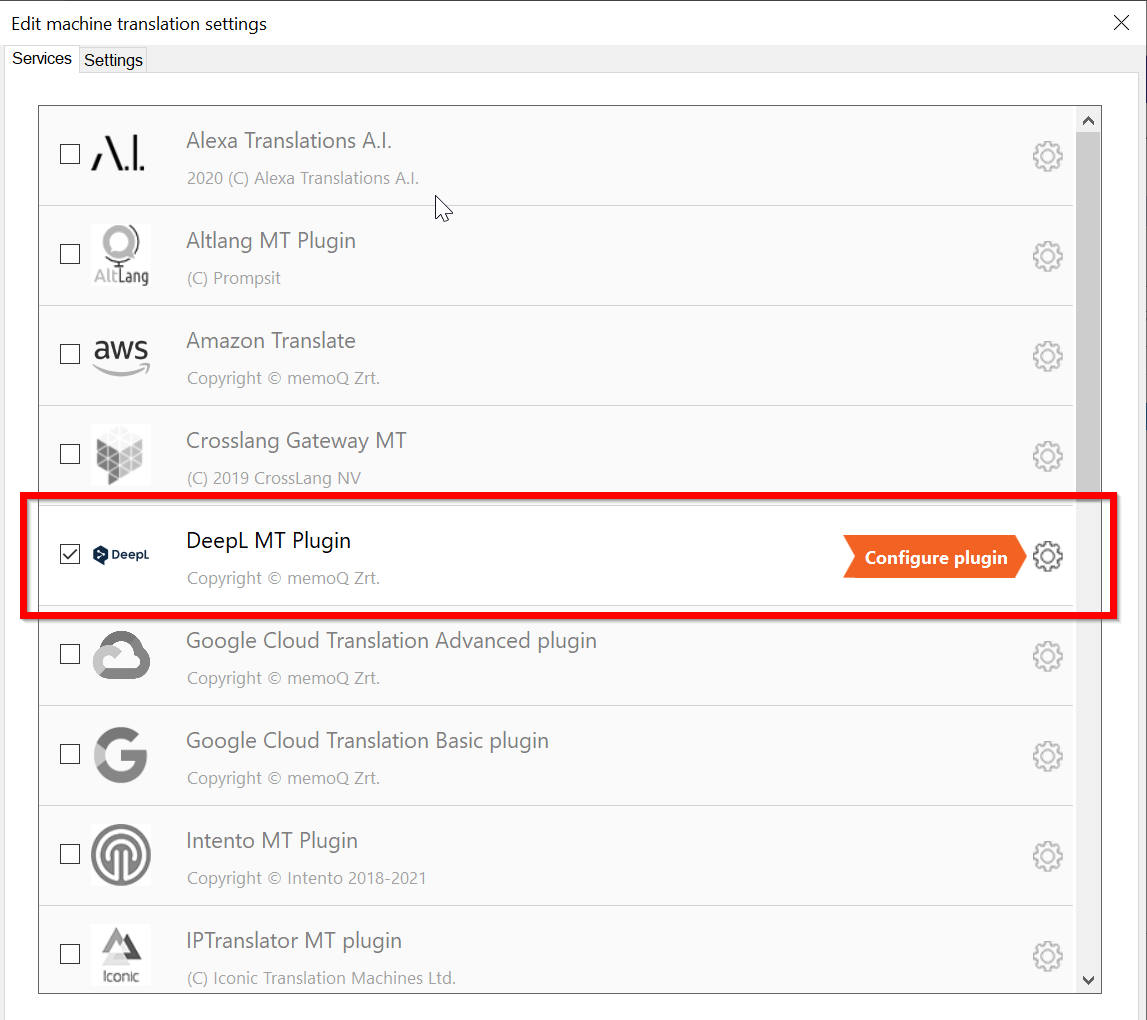 Edit machine translation settings
Services Settings
A.I.
Alexa Translations A.I.
2020 (C) Alexa Translations A.I.
AltLang
Altlang MT Plugin
(C) Prompsit
aws
Amazon Translate
Copyright © memoQ Zrt.
Crosslang Gateway MT
(C) 2019 CrossLang NV
DeepL
DeepL MT Plugin
Configure plugin
Copyright © memoQ Zrt.
Google Cloud Translation Advanced plugin
Copyright © memoQ Zrt.
G
Google Cloud Translation Basic plugin
Copyright © memoQ Zrt.
Intento MT Plugin
Copyright © Intento 2018-2021
Iconic
IPTranslator MT plugin
(C) Iconic Translation Machines Ltd.